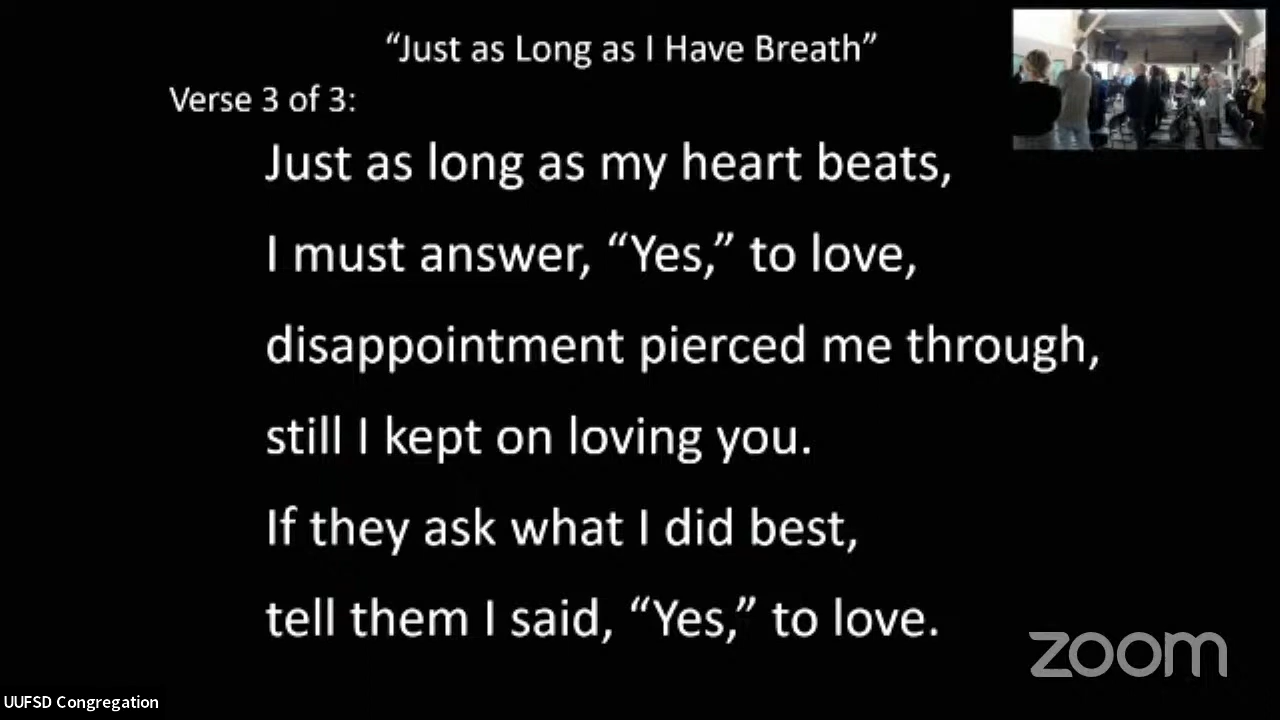 “Just as Long as I Have Breath”
Verse 3 of 3:
Just as long as my heart beats,
I must answer, “Yes,” to love,
disappointment pierced me through,
still I kept on loving you.
If they ask what I did best,
tell them I said, “Yes,” to love.
zoom
UUFSD Congregation